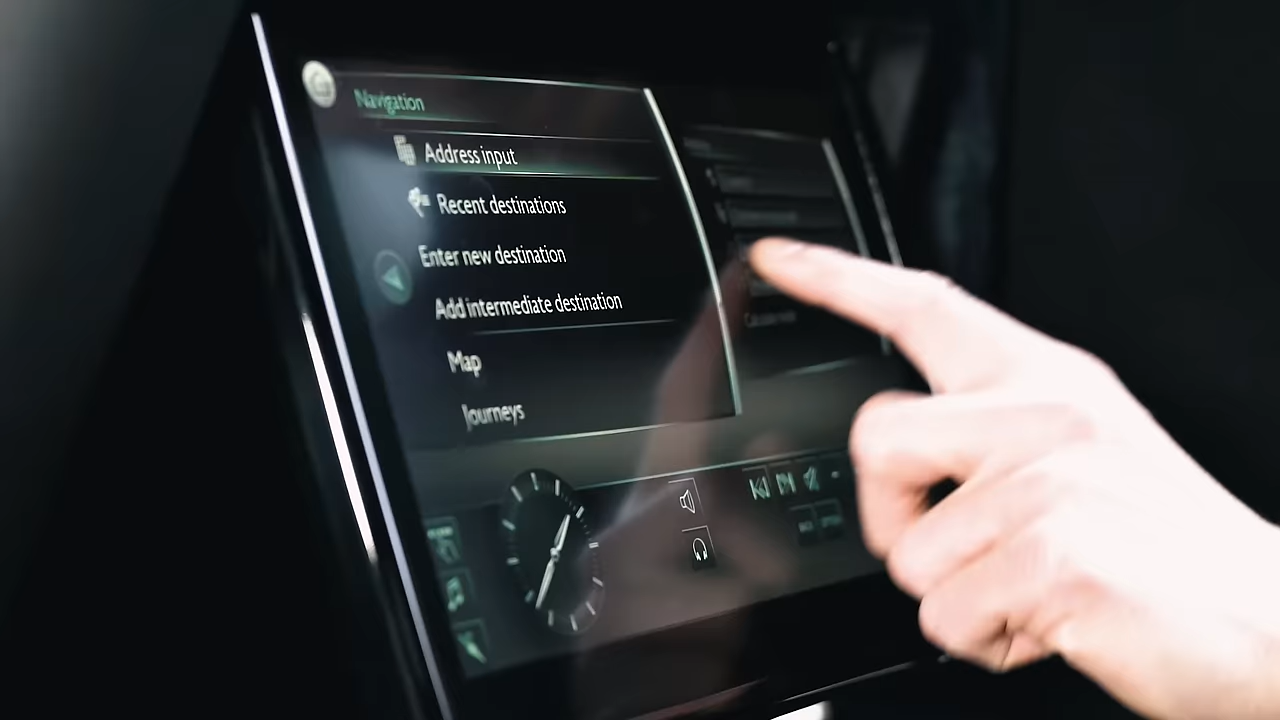 Navigation
Address input
Recent destinations
Enter new destination
Add intermediate destination
Map
Journeys